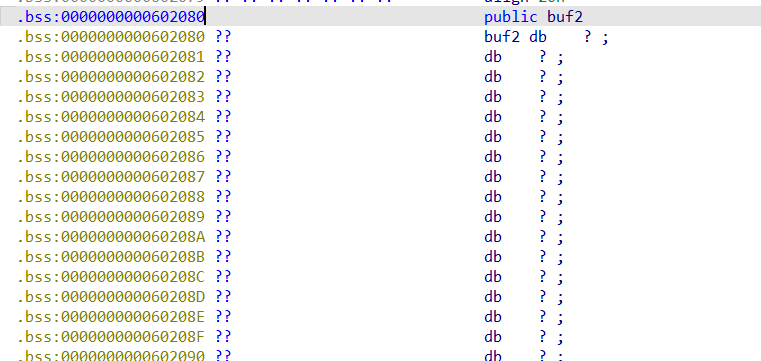 .bss:0000000000602080 public buf2
.bss:0000000000602080 ?? buf2 db ? ;
.bss:0000000000602081 ?? db ? ;
.bss:0000000000602082 ?? db ? ;
.bss:0000000000602083 ?? db ? ;
.bss:0000000000602084 ?? db ? ;
.bss:0000000000602085 ?? db ? ;
.bss:0000000000602086 ?? db ? ;
.bss:0000000000602087 ?? db ? ;
.bss:0000000000602088 ?? db ? ;
.bss:0000000000602089 ?? db ? ;
.bss:000000000060208A ?? db ? ;
.bss:000000000060208B ?? db ? ;
.bss:000000000060208C ?? db ? ;
.bss:000000000060208D ?? db ? ;
.bss:000000000060208E ?? db ? ;
.bss:000000000060208F ?? db ? ;
.bss:0000000000602090 ?? db ? ;